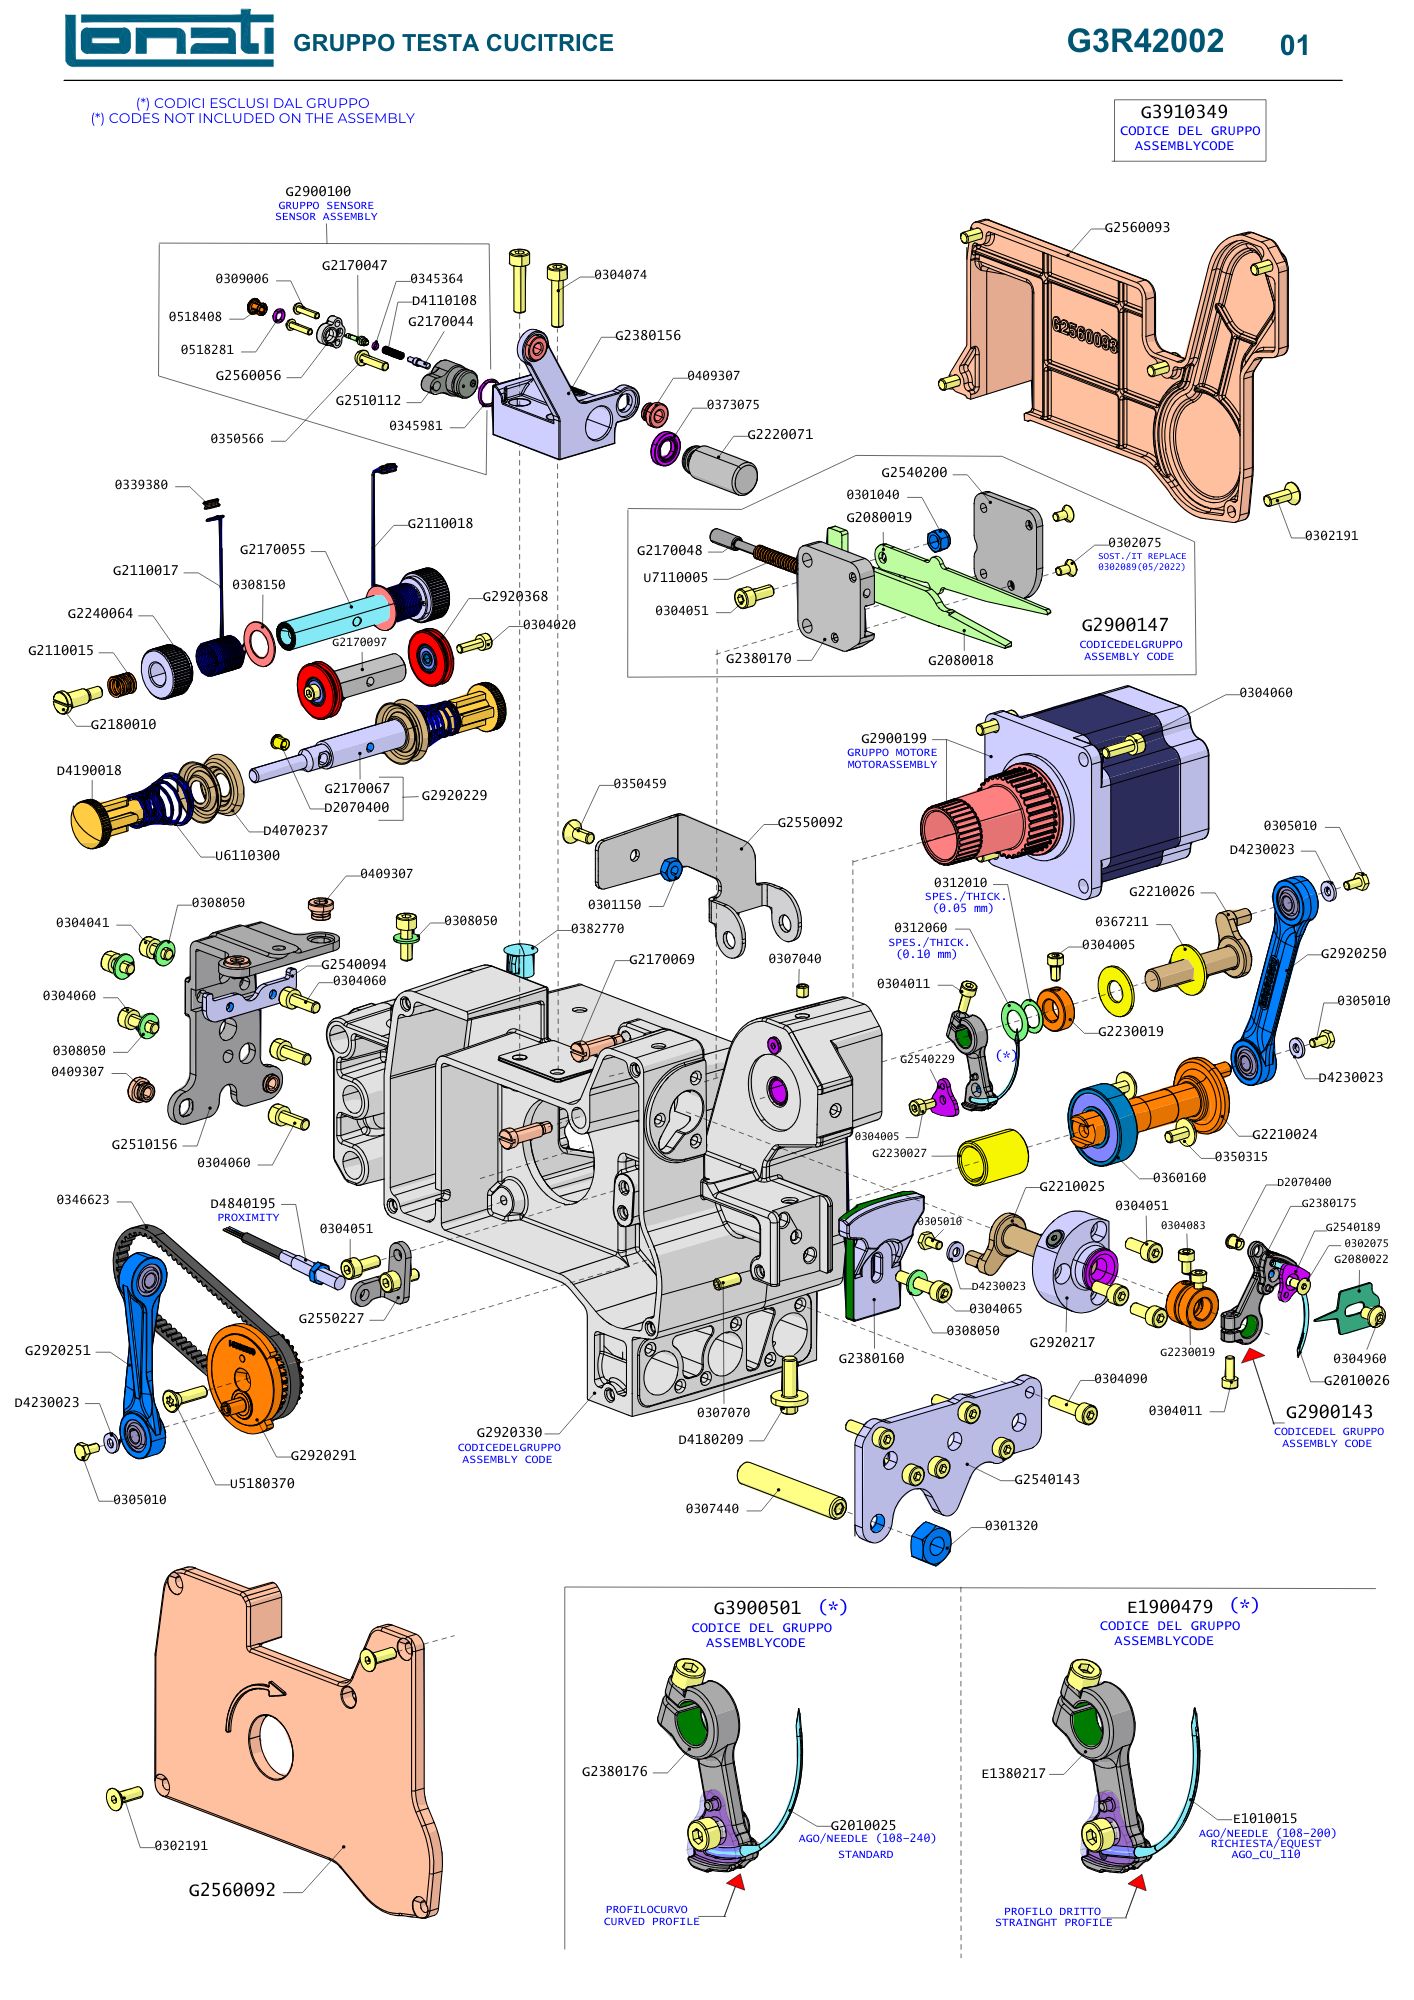 Lonati
GRUPPO TESTA CUCITRICE
G3R42002
01
(*) CODICI ESCLUSI DAL GRUPPO
(*) CODES NOT INCLUDED ON THE ASSEMBLY
G3910349
CODICE DEL GRUPPO
ASSEMBLYCODE
G2900100
GRUPPO SENSORE
SENSOR ASSEMBLY
G2170047
0309006
0345364
D4110108
0518408
G2170044
0518281
G2560056
G2510112
0345981
0350566
0304074
G2380156
0409307
0373075
G2220071
G2560093
G2560093
0302191
0339380
G2110018
G2170055
G2110017
0308150
G2240064
G2110015
G2180010
G2920368
0304020
G2170097
G2540200
0301040
G2080019
G2170048
U7110005
0304051
0302075
SOST./IT REPLACE
0302089(05/2022)
G2900147
CODICEDELGRUPPO
ASSEMBLY CODE
G2380170
G2080018
D4190018
G2170067
D2070400
G2920229
D4070237
U6110300
0304060
G2900199
GRUPPO MOTORE
MOTORASSEMBLY
0350459
G2550092
0301150
0305010
D4230023
G2210026
0367211
0312010
SPES./THICK.
(0.05 mm)
0312060
SPES./THICK.
(0.10 mm)
0304005
G2920250
0305010
D4230023
0409307
0308050
0304041
0308050
0382770
G2170069
0307040
G2540094
0304060
0304060
0308050
0409307
G2510156
0304060
0304011
G2230019
G2540229
(*)
0304005
G2230027
G2210024
0350315
0360160
0346623
D4840195
PROXIMITY
0304051
G2550227
G2920251
D4230023
0305010
G2920291
U5180370
G2210025
0305010
D4230023
0304051
0304083
D2070400
G2380175
G2540189
0302075
G2080022
0304065
0308050
G2380160
G2920217
G2230019
0304960
G2010026
0304011
G2900143
CODICEDEL GRUPPO
ASSEMBLY CODE
0304090
0307070
D4180209
G2920330
CODICEDELGRUPPO
ASSEMBLY CODE
G2540143
0307440
0301320
G3900501 (*)
CODICE DEL GRUPPO
ASSEMBLYCODE
E1900479 (*)
CODICE DEL GRUPPO
ASSEMBLYCODE
G2380176
G2010025
AGO/NEEDLE (108-240)
STANDARD
PROFILOCURVO
CURVED PROFILE
E1380217
E1010015
AGO/NEEDLE (108-200)
RICHIESTA/EQUEST
AGO_CU_110
PROFILO DRITTO
STRAINGHT PROFILE
0302191
G2560092